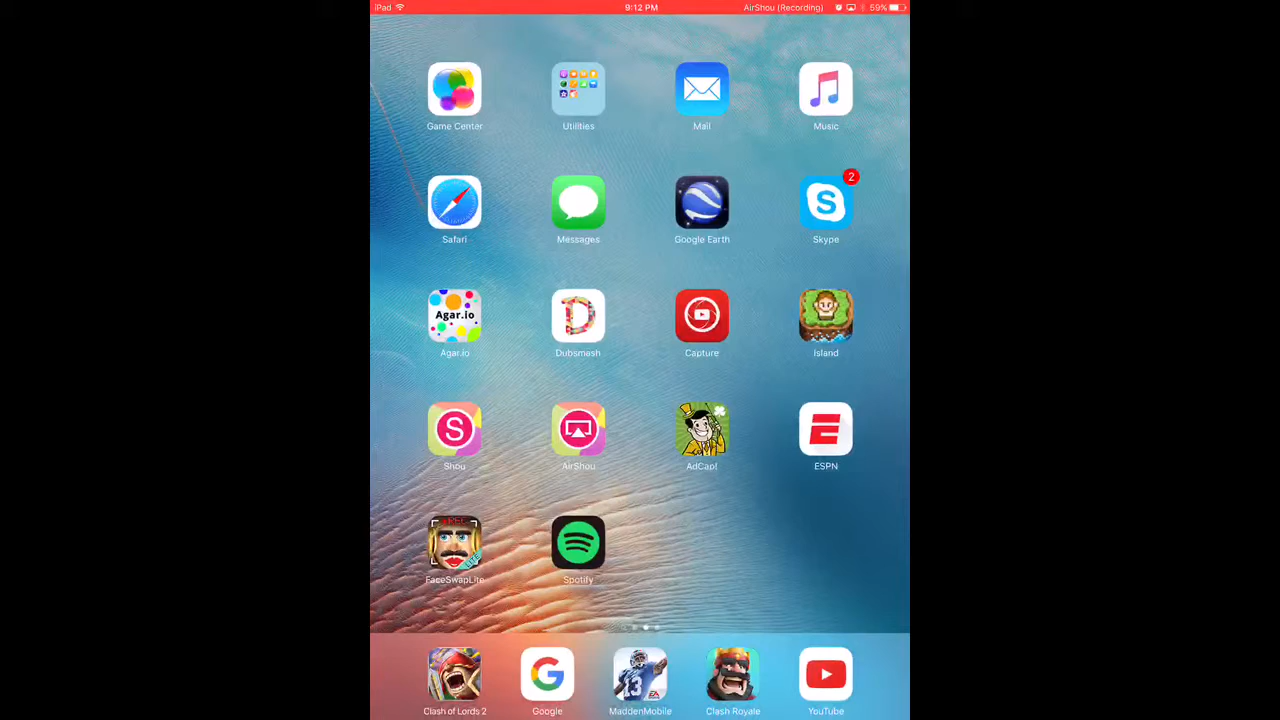 iPad 9:12 PM AirShou (Recording) 59%
Game Center Utilities Mail Music
2
Safari Messages Google Earth Skype
Agar.io
Agar.io Dubsmash Capture Island
S
Shou AirShou AdCap! ESPN
FaceSwapLite Spotify
Clash of Lords 2 Google MaddenMobile Clash Royale YouTube